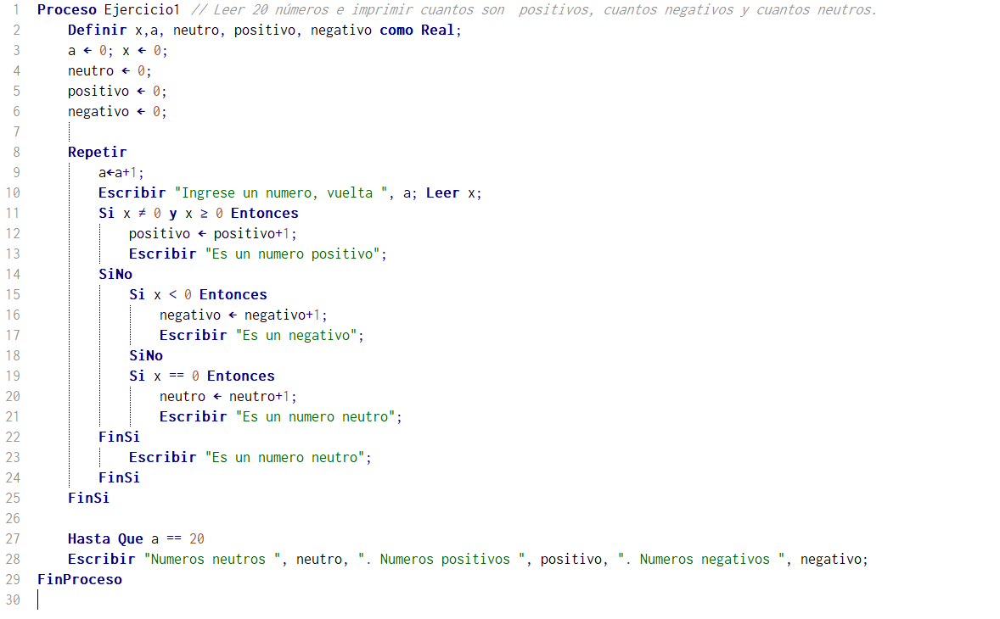 1 Proceso Ejercicio1 // Leer 20 números e imprimir cuantos son  positivos, cuantos negativos y cuantos neutros.
2 Definir x,a, neutro, positivo, negativo como Real;
3 a ← 0; x ← 0;
4 neutro ← 0;
5 positivo ← 0;
6 negativo ← 0;
7
8 Repetir
9 a←a+1;
10 Escribir "Ingrese un numero, vuelta ", a; Leer x;
11 Si x ≠ 0 y x ≥ 0 Entonces
12 positivo ← positivo+1;
13 Escribir "Es un numero positivo";
14 SiNo
15 Si x < 0 Entonces
16 negativo ← negativo+1;
17 Escribir "Es un negativo";
18 SiNo
19 Si x == 0 Entonces
20 neutro ← neutro+1;
21 Escribir "Es un numero neutro";
22 FinSi
23 Escribir "Es un numero neutro";
24 FinSi
25 FinSi
26
27 Hasta Que a == 20
28 Escribir "Numeros neutros ", neutro, ". Numeros positivos ", positivo, ". Numeros negativos ", negativo;
29 FinProceso
30